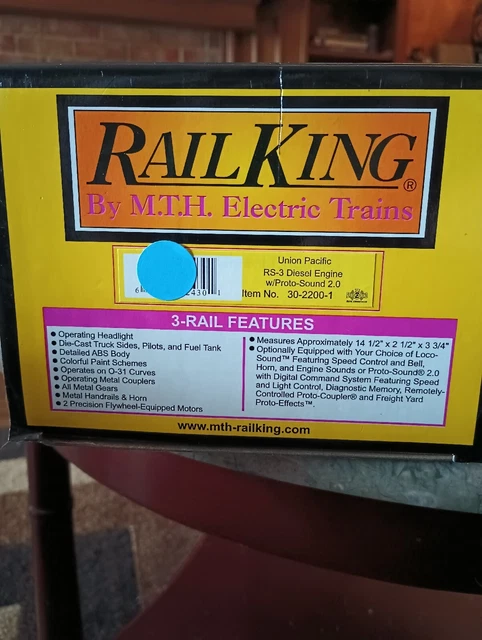 RAILKING®
By M.T.H. Electric Trains
Union Pacific
RS-3 Diesel Engine
w/Proto-Sound 2.0
Item No. 30-2200-1
6 430 1
3-RAIL FEATURES
• Operating Headlight
• Die-Cast Truck Sides, Pilots, and Fuel Tank
• Detailed ABS Body
• Colorful Paint Schemes
• Operates on O-31 Curves
• Operating Metal Couplers
• All Metal Gears
• Metal Handrails & Horn
• 2 Precision Flywheel-Equipped Motors
• Measures Approximately 14 1/2" x 2 1/2" x 3 3/4"
• Optionally Equipped with Your Choice of Loco-
Sound™ Featuring Speed Control and Bell,
Horn, and Engine Sounds or Proto-Sound® 2.0
with Digital Command System Featuring Speed
and Light Control, Diagnostic Memory, Remotely-
Controlled Proto-Coupler® and Freight Yard
Proto-Effects™.
www.mth-railking.com